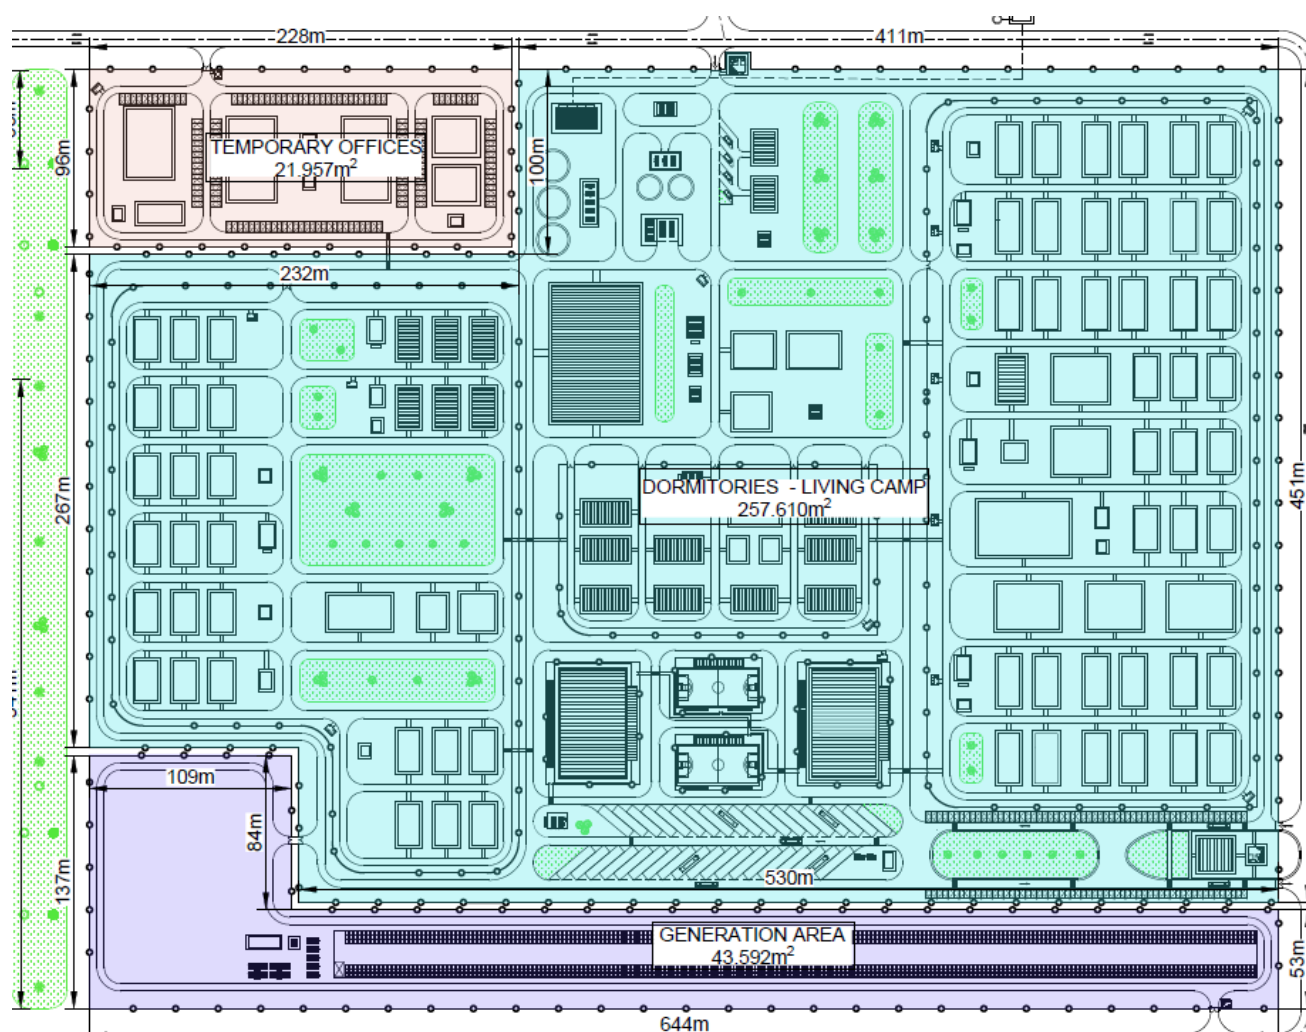 228m
411m
96m
TEMPORARY OFFICES
21.957m²
100m
232m
267m
DORMITORIES - LIVING CAMP
257.610m²
451m
109m
84m
137m
530m
GENERATION AREA
43.592m²
53m
644m